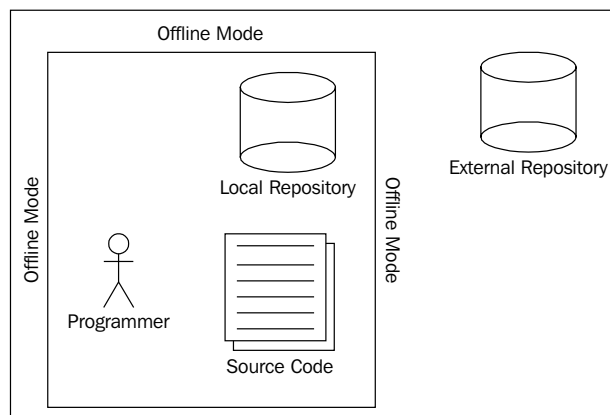 Offline Mode
Local Repository
External Repository
Offline Mode
Offline Mode
Programmer
Source Code